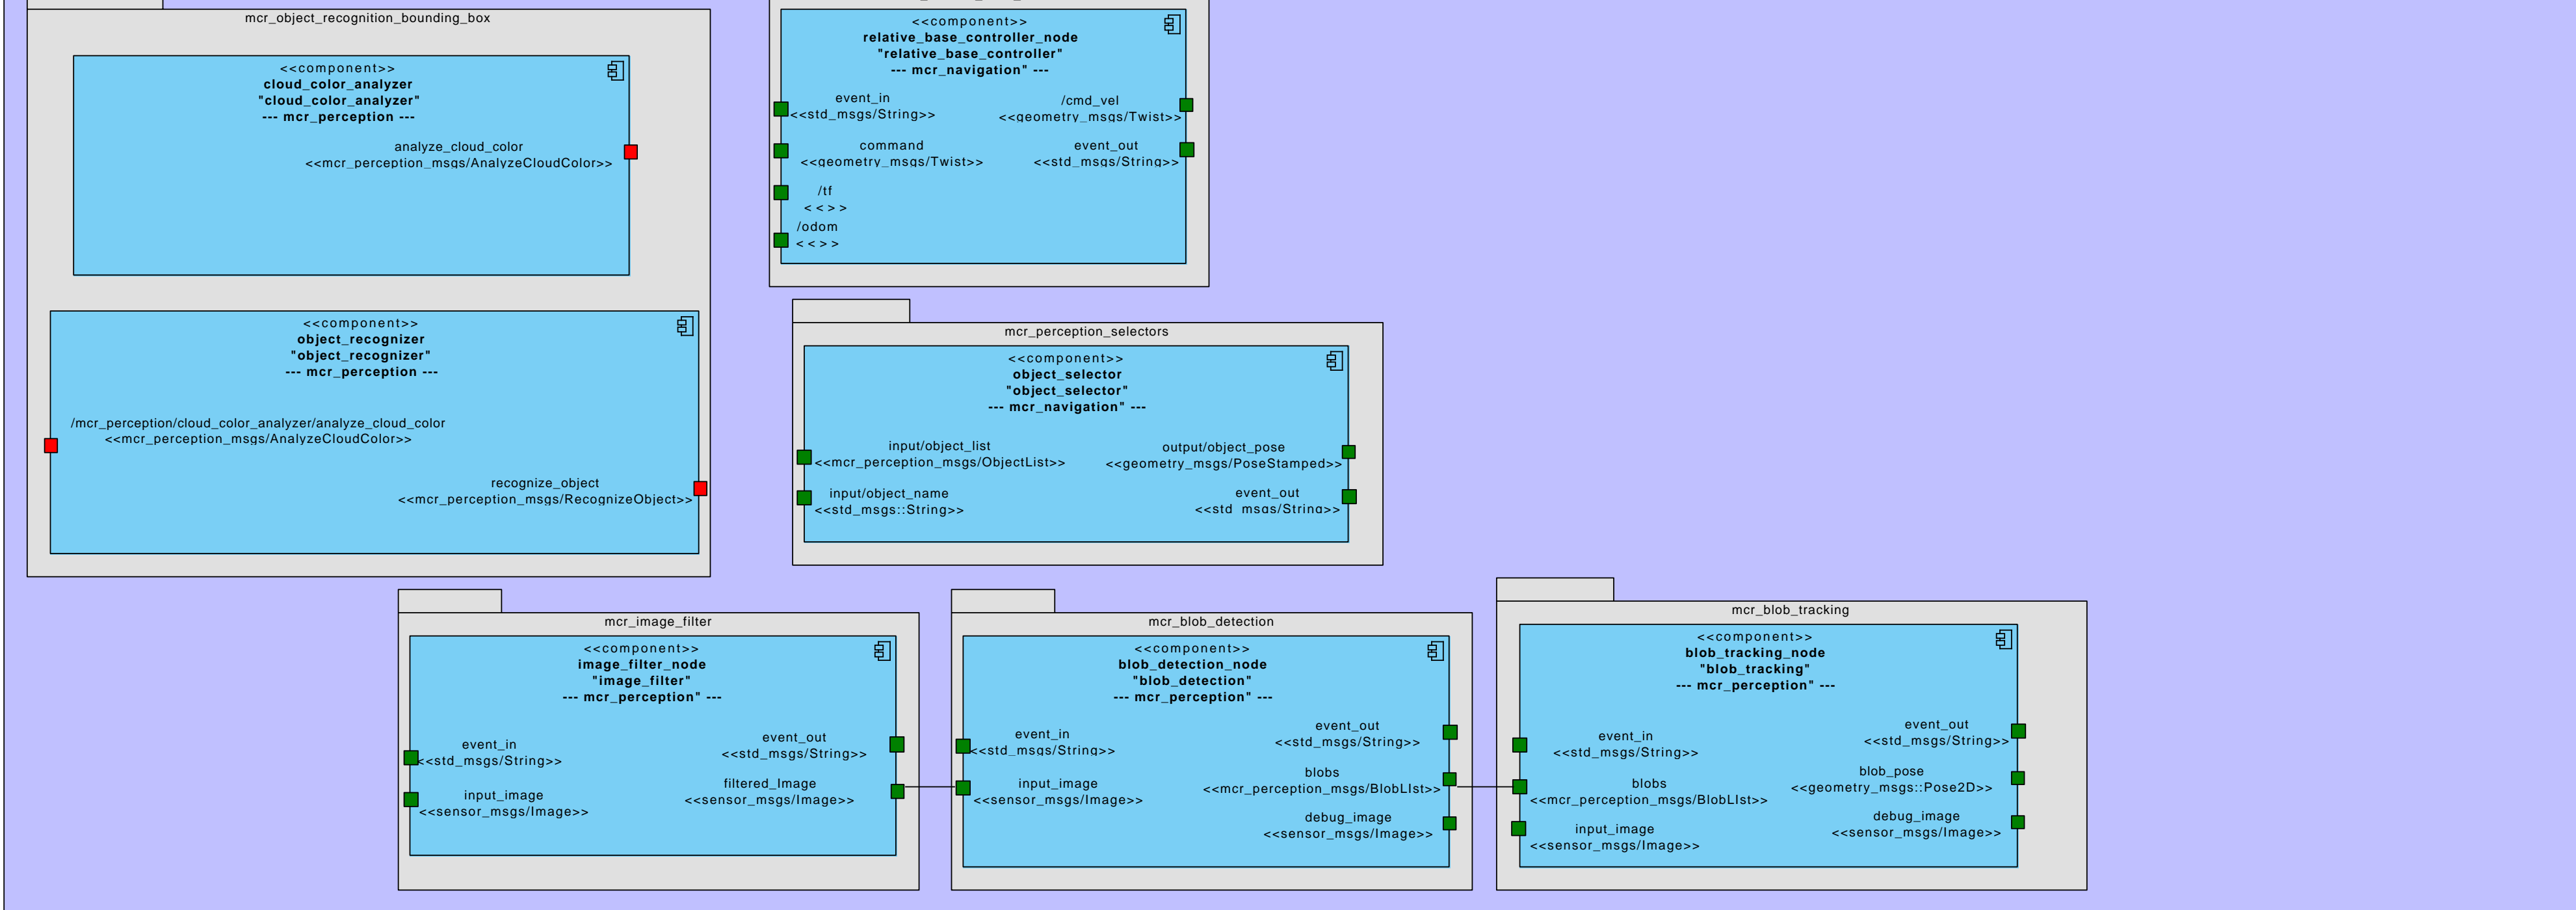 mcr_object_recognition_bounding_box
<<component>>
cloud_color_analyzer
"cloud_color_analyzer"
--- mcr_perception ---
analyze_cloud_color
<<mcr_perception_msgs/AnalyzeCloudColor>>
<<component>>
object_recognizer
"object_recognizer"
--- mcr_perception ---
/mcr_perception/cloud_color_analyzer/analyze_cloud_color
<<mcr_perception_msgs/AnalyzeCloudColor>>
recognize_object
<<mcr_perception_msgs/RecognizeObject>>
<<component>>
relative_base_controller_node
"relative_base_controller"
--- mcr_navigation" ---
event_in
<<std_msgs/String>>
command
<<geometry_msgs/Twist>>
/tf
<<>>
/odom
<<>>
/cmd_vel
<<geometry_msgs/Twist>>
event_out
<<std_msgs/String>>
mcr_perception_selectors
<<component>>
object_selector
"object_selector"
--- mcr_navigation" ---
input/object_list
<<mcr_perception_msgs/ObjectList>>
input/object_name
<<std_msgs::String>>
output/object_pose
<<geometry_msgs/PoseStamped>>
event_out
<<std_msgs/String>>
mcr_image_filter
<<component>>
image_filter_node
"image_filter"
--- mcr_perception" ---
event_in
<<std_msgs/String>>
input_image
<<sensor_msgs/Image>>
event_out
<<std_msgs/String>>
filtered_Image
<<sensor_msgs/Image>>
mcr_blob_detection
<<component>>
blob_detection_node
"blob_detection"
--- mcr_perception" ---
event_in
<<std_msgs/String>>
input_image
<<sensor_msgs/Image>>
event_out
<<std_msgs/String>>
blobs
<<mcr_perception_msgs/BlobLIst>>
debug_image
<<sensor_msgs/Image>>
mcr_blob_tracking
<<component>>
blob_tracking_node
"blob_tracking"
--- mcr_perception" ---
event_in
<<std_msgs/String>>
blobs
<<mcr_perception_msgs/BlobLIst>>
input_image
<<sensor_msgs/Image>>
event_out
<<std_msgs/String>>
blob_pose
<<geometry_msgs::Pose2D>>
debug_image
<<sensor_msgs/Image>>